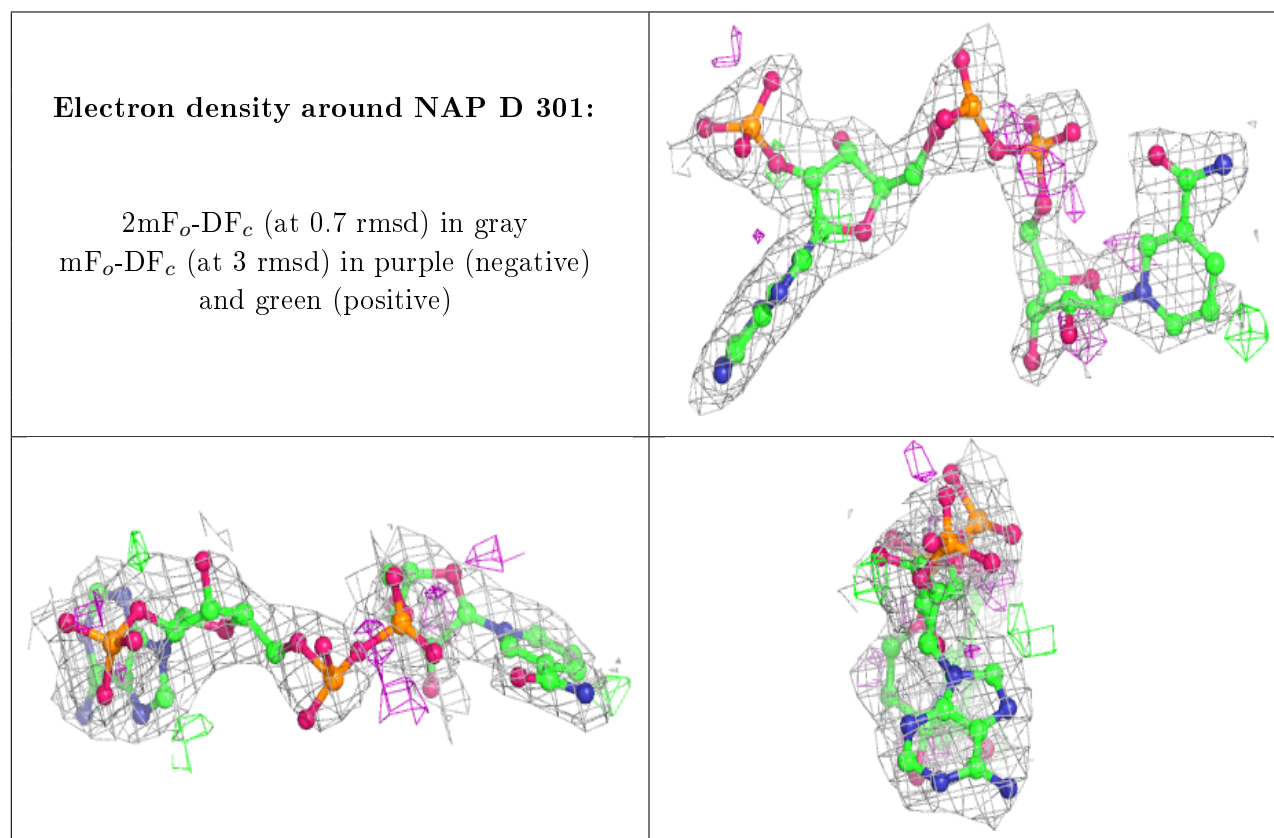 Electron density around NAP D 301:
2mFₒ-DF𝒸 (at 0.7 rmsd) in gray
mFₒ-DF𝒸 (at 3 rmsd) in purple (negative)
and green (positive)